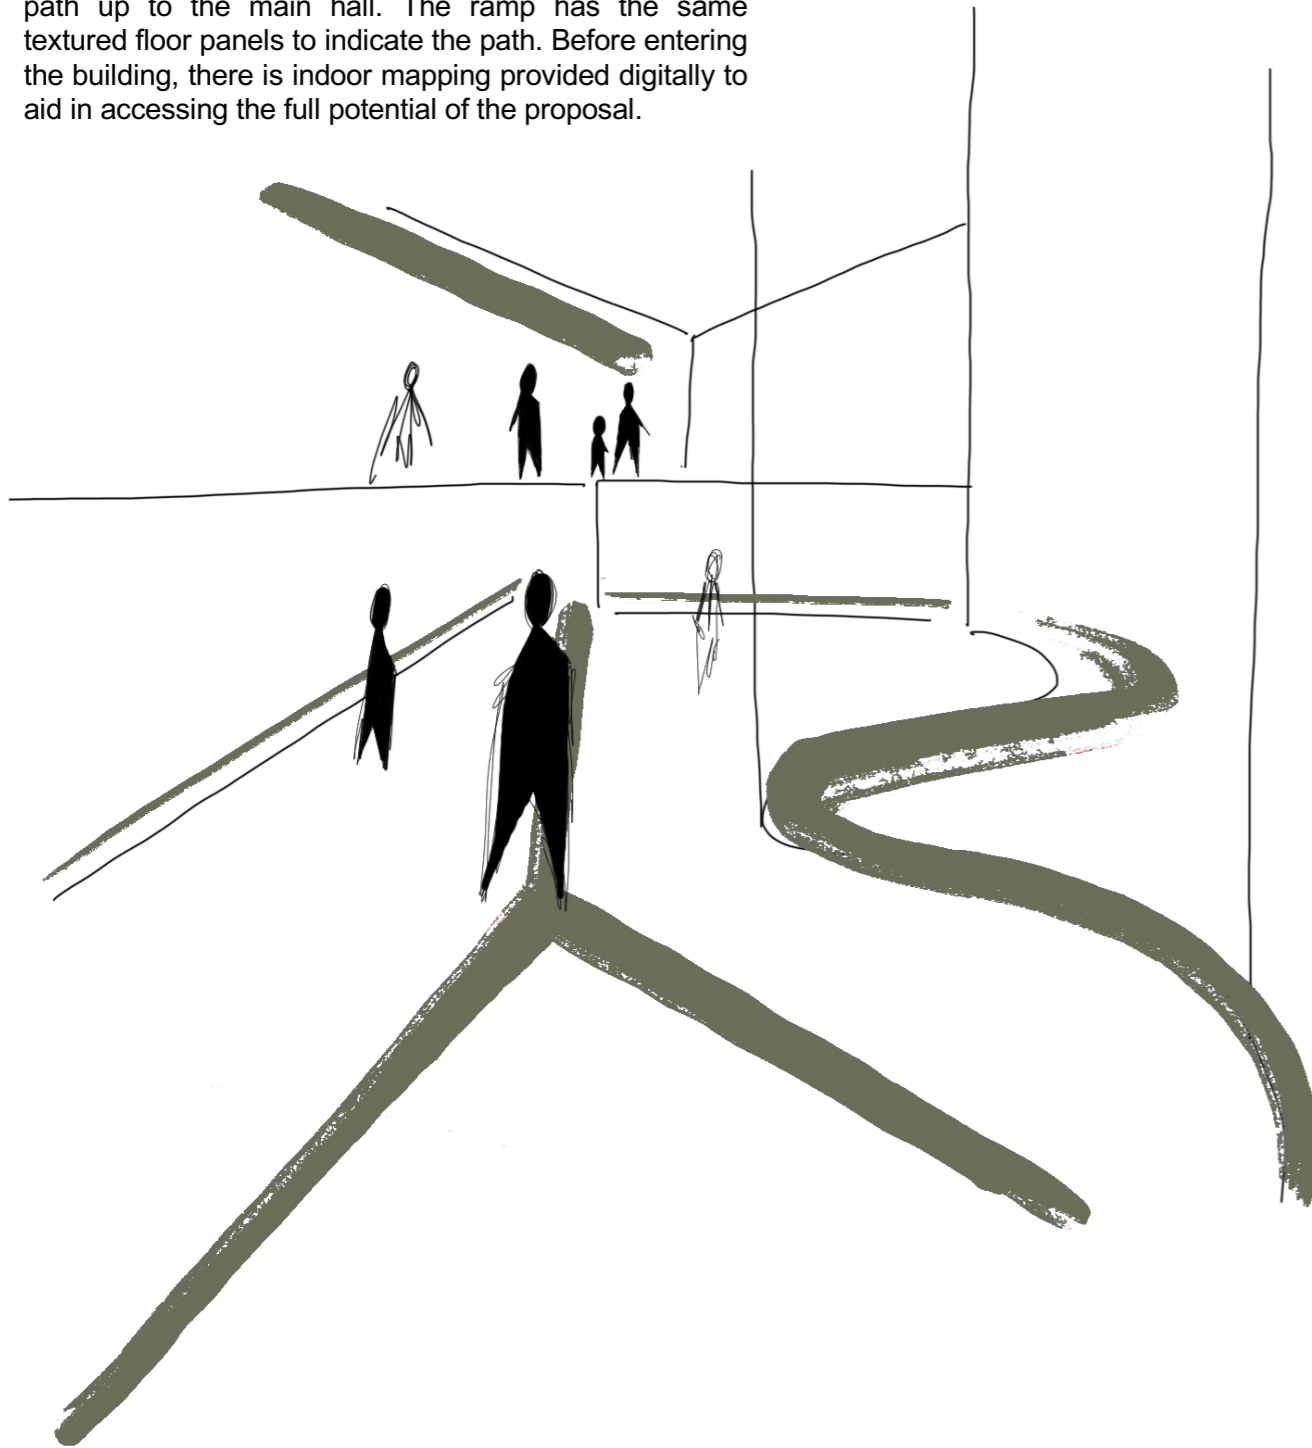 path up to the main hall. The ramp has the same
textured floor panels to indicate the path. Before entering
the building, there is indoor mapping provided digitally to
aid in accessing the full potential of the proposal.